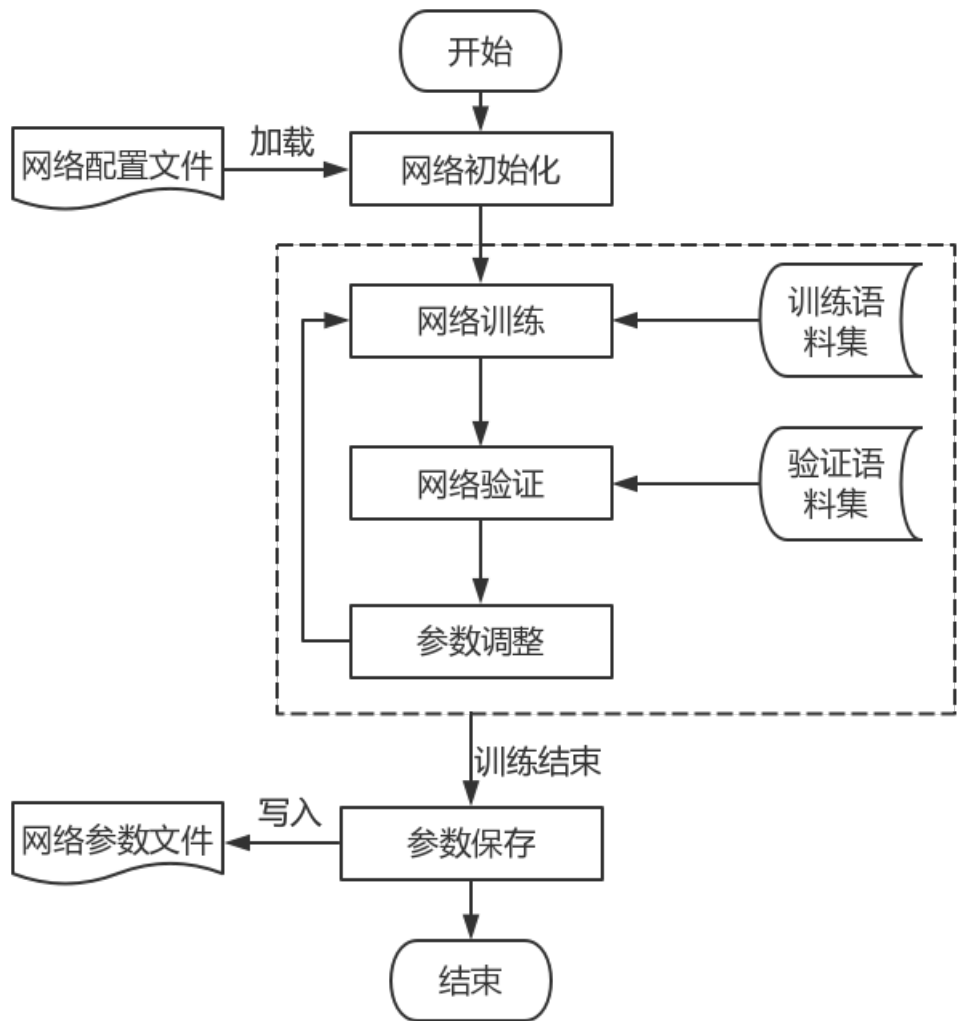 开始
加载
网络配置文件
网络初始化
网络训练
训练语
料集
网络验证
验证语
料集
参数调整
训练结束
写入
网络参数文件
参数保存
结束